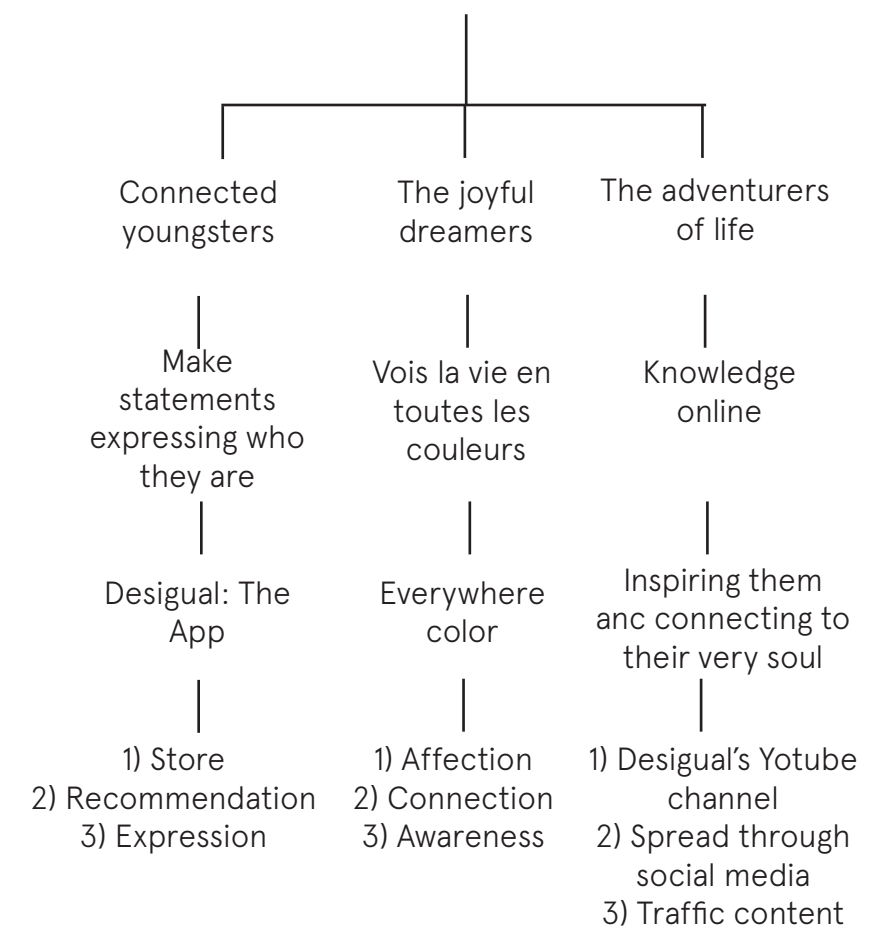 Connected
youngsters
Make
statements
expressing who
they are
Desigual: The
App
1) Store
2) Recommendation
3) Expression
The joyful
dreamers
Vois la vie en
toutes les
couleurs
Everywhere
color
1) Affection
2) Connection
3) Awareness
The adventurers
of life
Knowledge
online
Inspiring them
anc connecting to
their very soul
1) Desigual's Yotube
channel
2) Spread through
social media
3) Traffic content